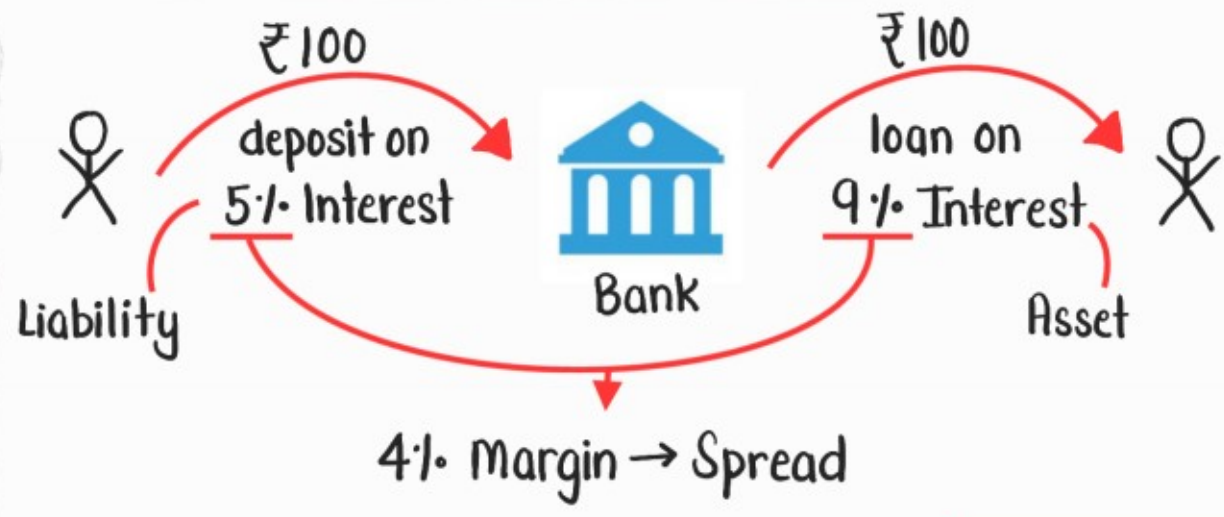 ₹100
deposit on
5% Interest
Liability
Bank
₹100
loan on
9% Interest
Asset
4% Margin → Spread